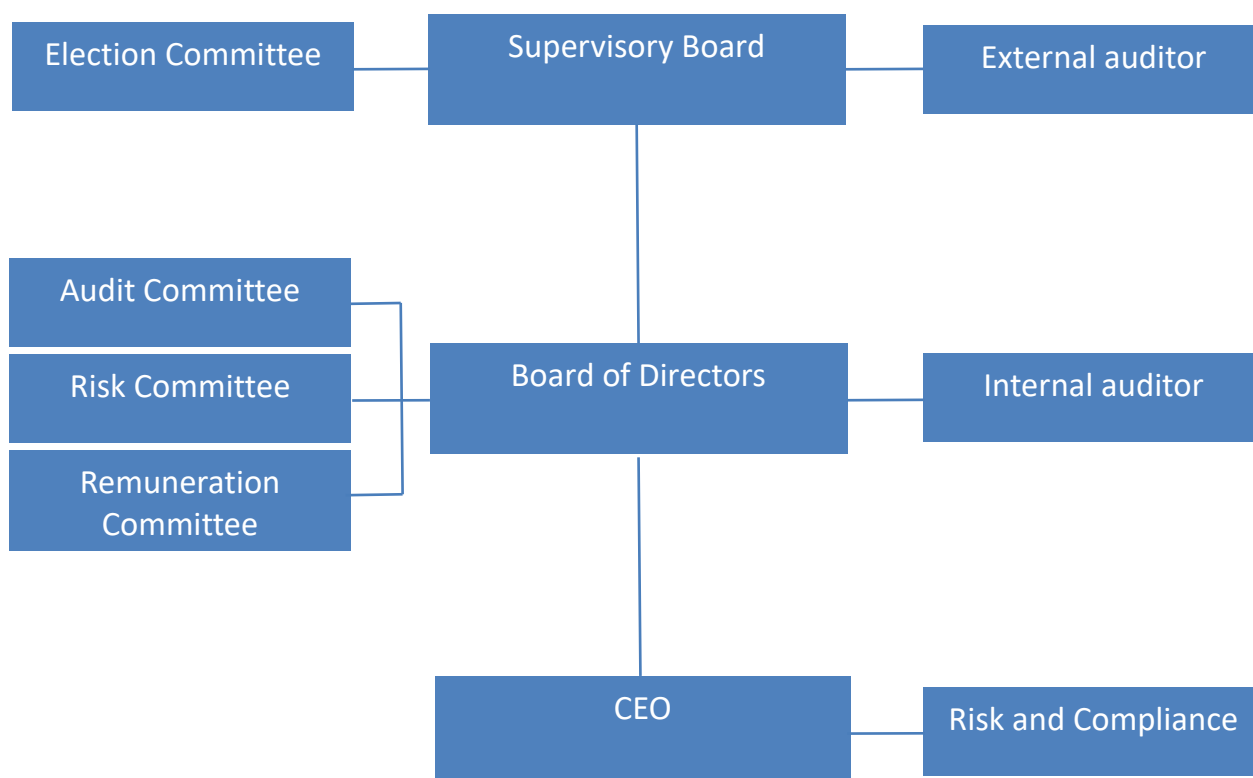 Election Committee
Supervisory Board
External auditor
Audit Committee
Risk Committee
Remuneration
Committee
Board of Directors
Internal auditor
CEO
Risk and Compliance